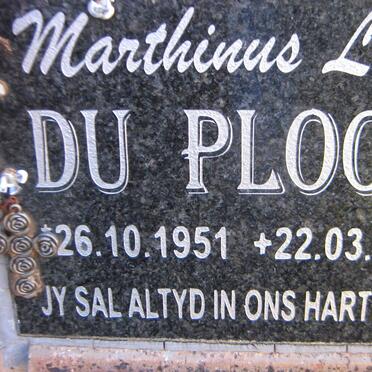 Marthinus L
DU PLOO
*26.10.1951 +22.03.
JY SAL ALTYD IN ONS HART